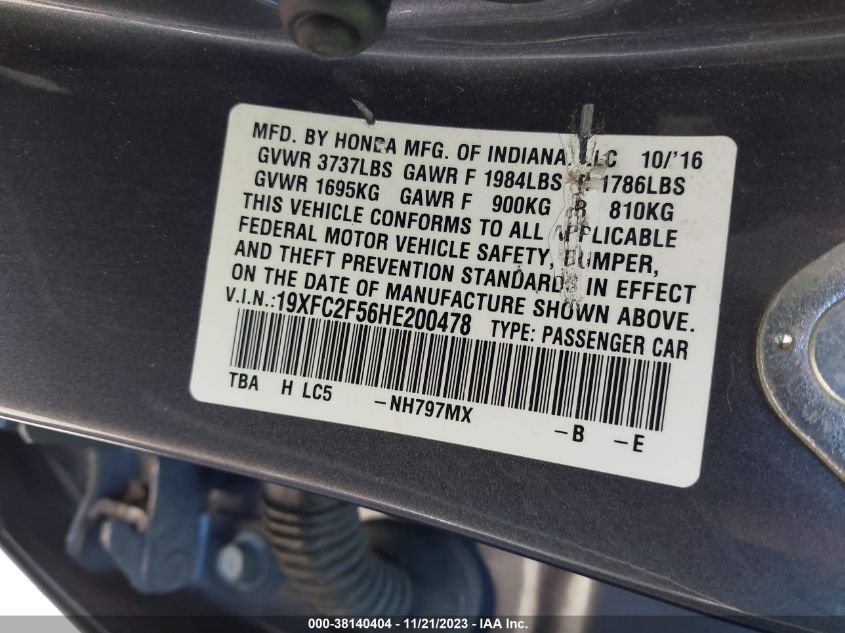 MFD. BY HONDA MFG. OF INDIANA, LLC 10/'16
GVWR 3737LBS GAWR F 1984LBS R 1786LBS
GVWR 1695KG GAWR F 900KG R 810KG
THIS VEHICLE CONFORMS TO ALL APPLICABLE
FEDERAL MOTOR VEHICLE SAFETY, BUMPER,
AND THEFT PREVENTION STANDARDS IN EFFECT
ON THE DATE OF MANUFACTURE SHOWN ABOVE.
V.I.N.:19XFC2F56HE200478 TYPE: PASSENGER CAR
TBA H LC5 -NH797MX -B -E
000-38140404 - 11/21/2023 - IAA Inc.